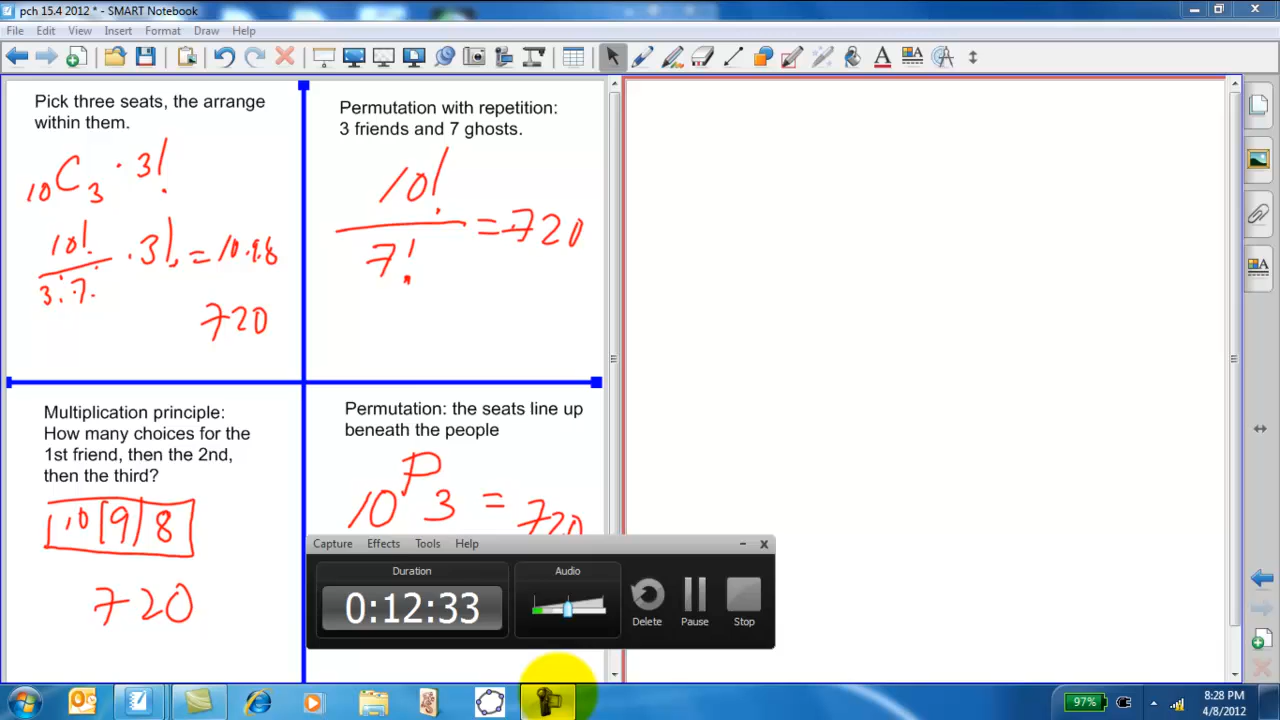 pch 15.4 2012 * - SMART Notebook
File Edit View Insert Format Draw Help
Pick three seats, the arrange
within them.
10C3 · 3!
10!/3!7! · 3! = 10·9·8
720
Permutation with repetition:
3 friends and 7 ghosts.
10!/7! = 720
Multiplication principle:
How many choices for the
1st friend, then the 2nd,
then the third?
10 9 8
720
Permutation: the seats line up
beneath the people
10P3 = 720
Capture Effects Tools Help
Duration
0:12:33
Audio
Delete Pause Stop
97%
8:28 PM
4/8/2012